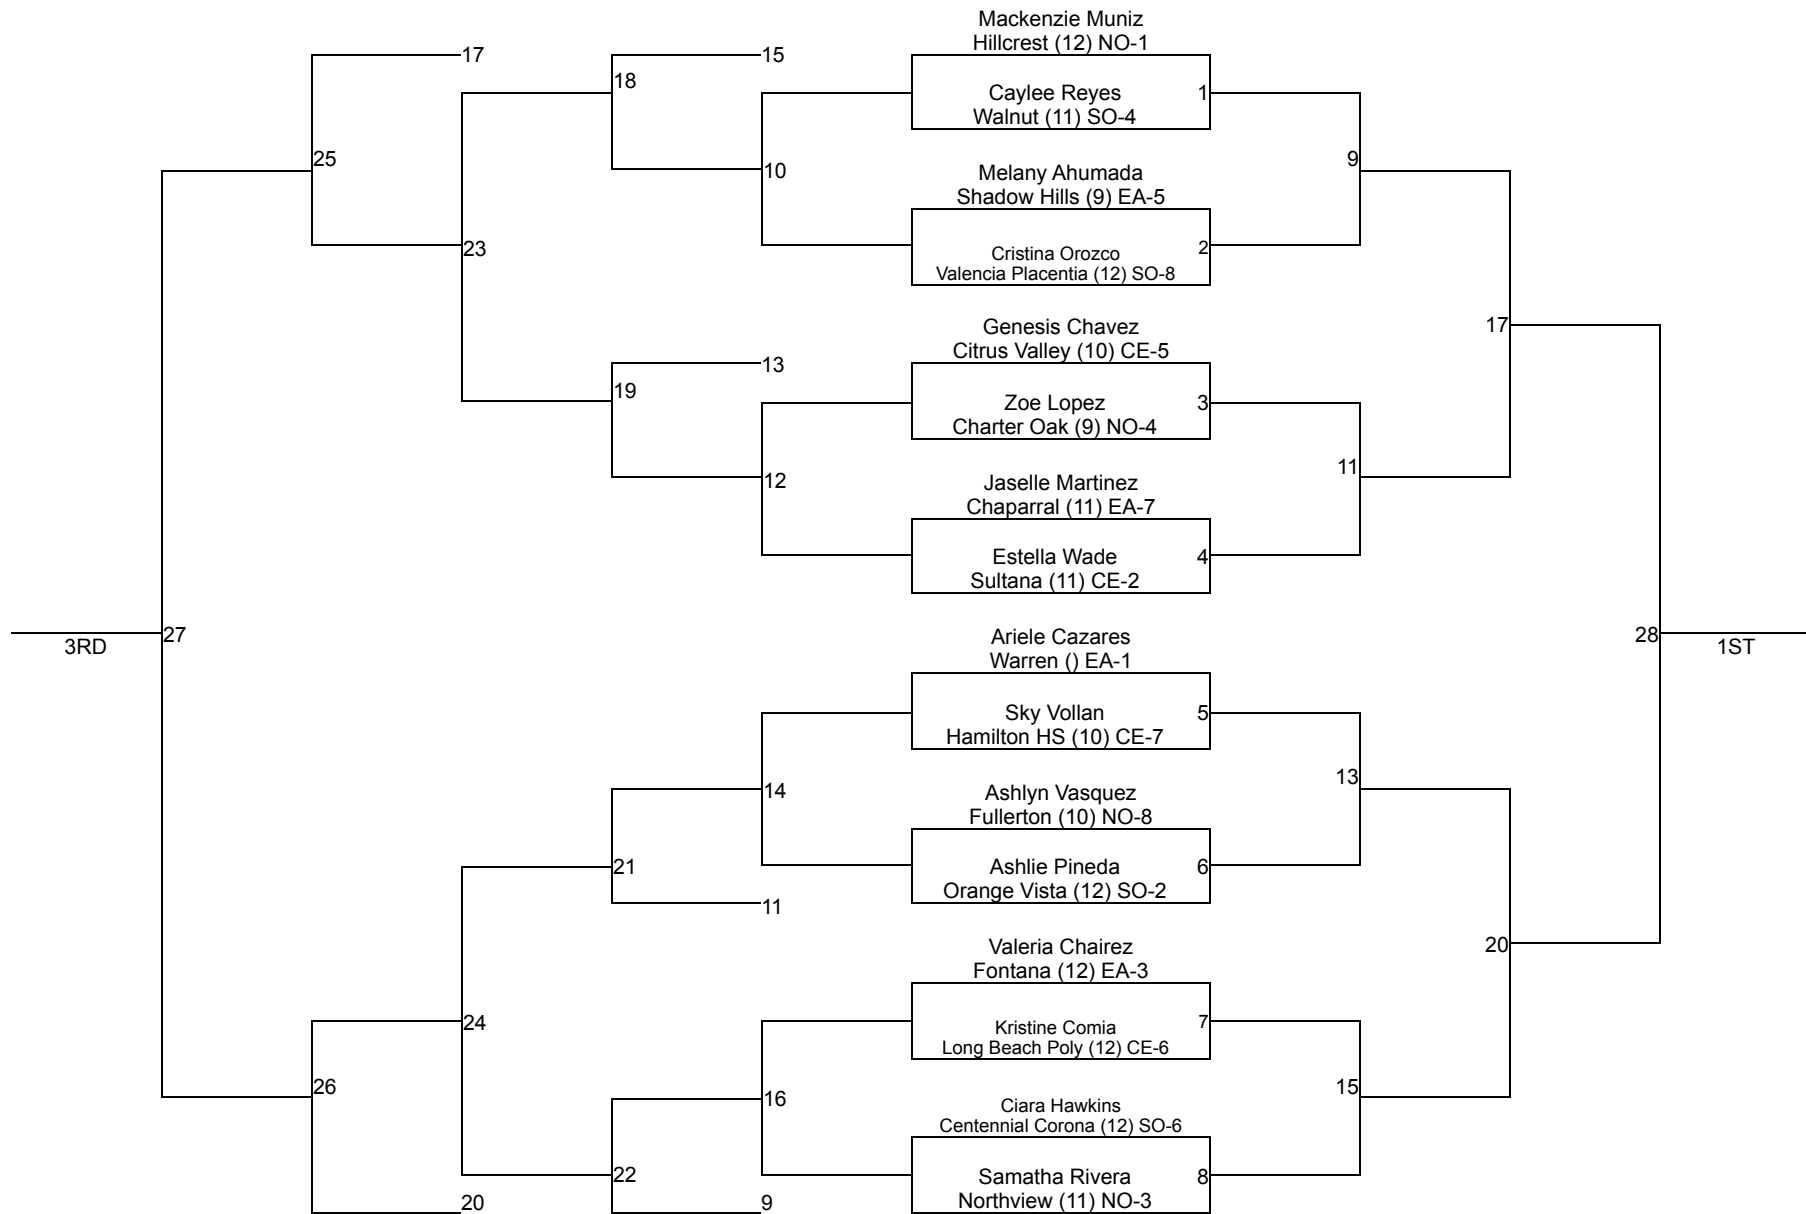 Mackenzie Muniz
Hillcrest (12) NO-1
17
15
18
Caylee Reyes
1
Walnut (11) SO-4
25
9
10
Melany Ahumada
Shadow Hills (9) EA-5
23
Cristina Orozco
2
Valencia Placentia (12) SO-8
Genesis Chavez
17
Citrus Valley (10) CE-5
13
19
Zoe Lopez
3
Charter Oak (9) NO-4
11
12
Jaselle Martinez
Chaparral (11) EA-7
Estella Wade
4
Sultana (11) CE-2
Ariele Cazares
27
28
3RD
1ST
Warren () EA-1
Sky Vollan
5
Hamilton HS (10) CE-7
13
14
Ashlyn Vasquez
Fullerton (10) NO-8
21
Ashlie Pineda
6
Orange Vista (12) SO-2
11
Valeria Chairez
20
Fontana (12) EA-3
24
Kristine Comia
7
Long Beach Poly (12) CE-6
26
15
16
Ciara Hawkins
Centennial Corona (12) SO-6
22
Samatha Rivera
8
Northview (11) NO-3
20
9